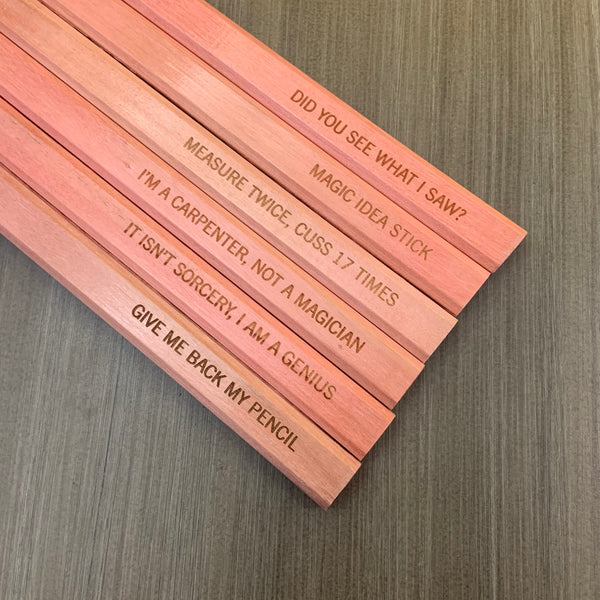 DID YOU SEE WHAT I SAW?
MAGIC IDEA STICK
MEASURE TWICE, CUSS 17 TIMES
I'M A CARPENTER, NOT A MAGICIAN
IT ISN'T SORCERY, I AM A GENIUS
GIVE ME BACK MY PENCIL